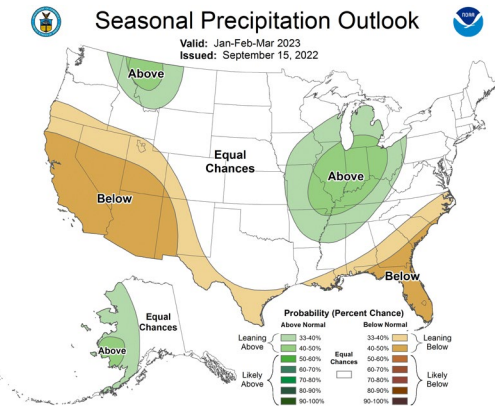 Seasonal Precipitation Outlook
NOAA
Valid: Jan-Feb-Mar 2023
Issued: September 15, 2022
Above
Equal
Chances
Above
Below
Below
Equal
Chances
Above
Probability (Percent Chance)
Above Normal
Below Normal
Leaning
Above
33-40%
40-50%
50-60%
Likely
Above
60-70%
70-80%
80-90%
90-100%
Equal
Chances
33-40%
40-50%
Leaning
Below
50-60%
60-70%
70-80%
80-90%
90-100%
Likely
Below